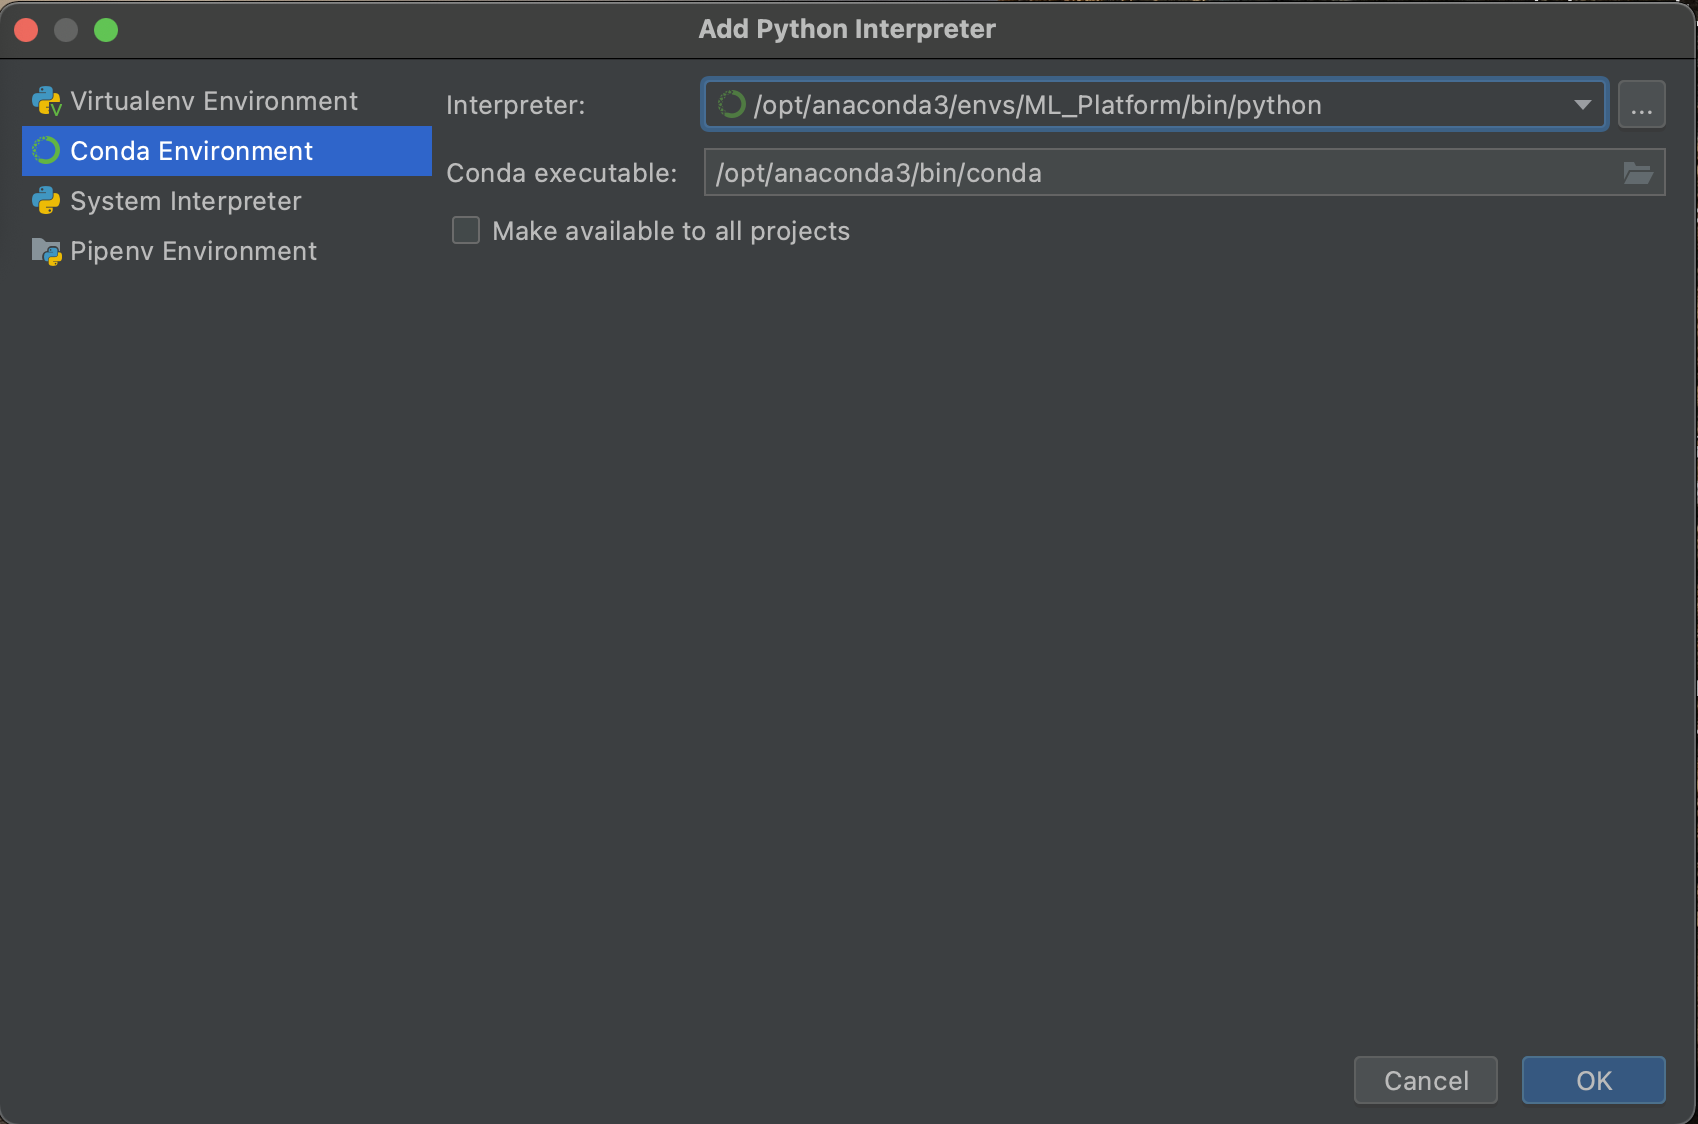 Add Python Interpreter
Virtualenv Environment
Conda Environment
System Interpreter
Pipenv Environment
Interpreter: /opt/anaconda3/envs/ML_Platform/bin/python ...
Conda executable: /opt/anaconda3/bin/conda
Make available to all projects
Cancel OK